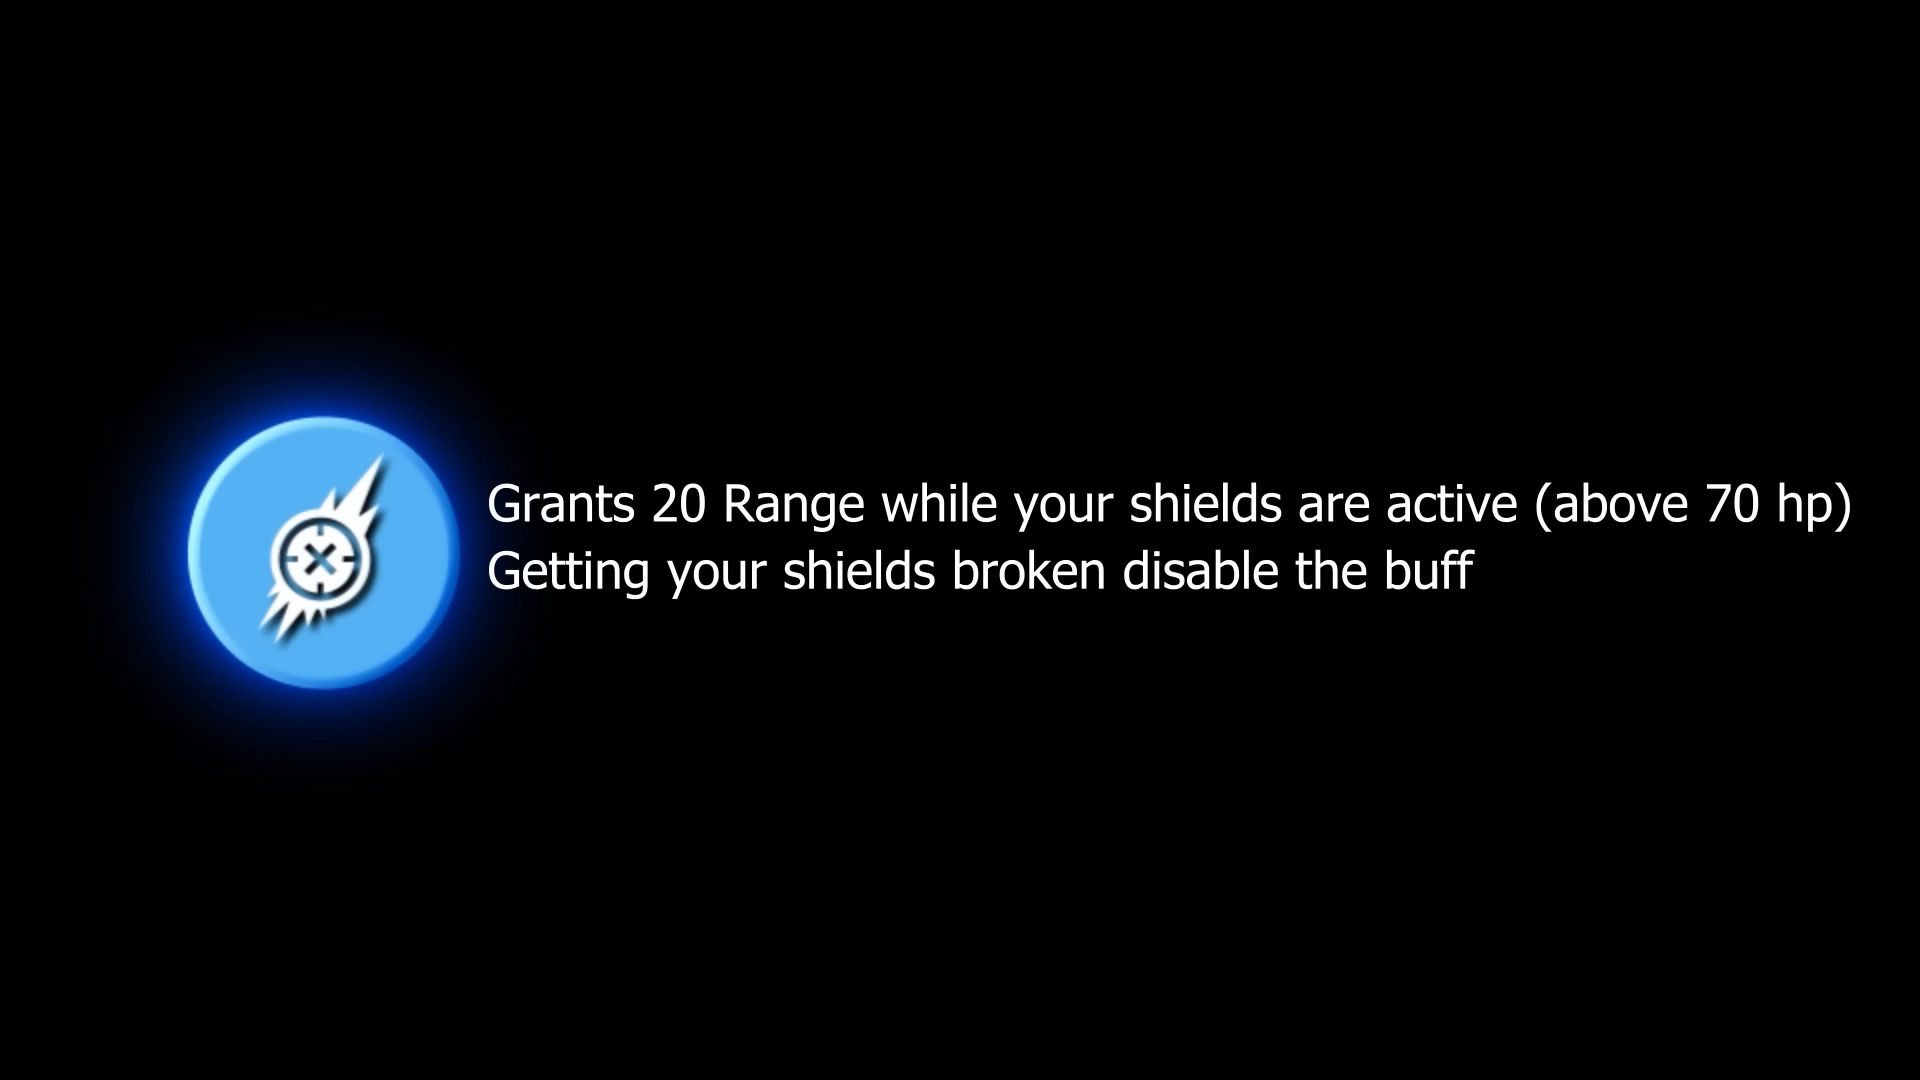 Grants 20 Range while your shields are active (above 70 hp)
Getting your shields broken disable the buff